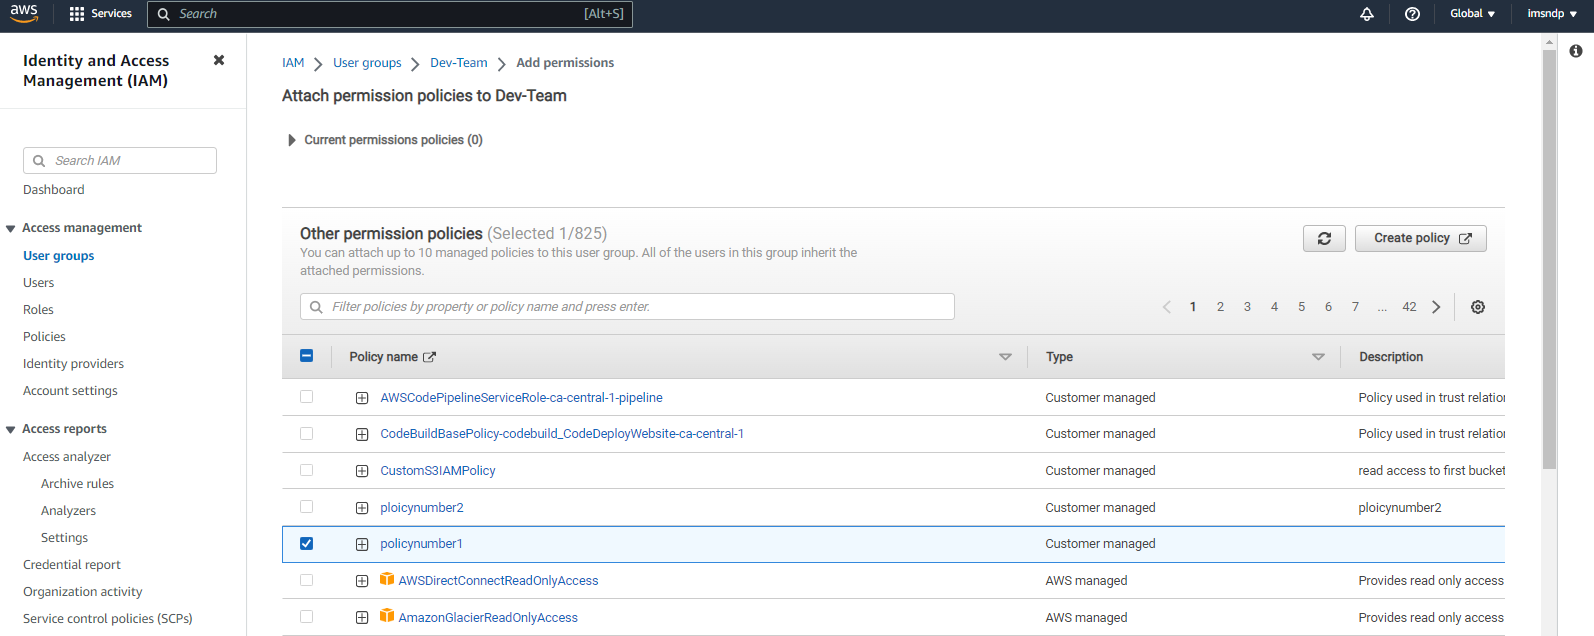 aws
Services
Search
[Alt+S]
Global
imsndp
Identity and Access
Management (IAM)
Search IAM
Dashboard
Access management
User groups
Users
Roles
Policies
Identity providers
Account settings
Access reports
Access analyzer
Archive rules
Analyzers
Settings
Credential report
Organization activity
Service control policies (SCPs)
IAM > User groups > Dev-Team > Add permissions
Attach permission policies to Dev-Team
Current permissions policies (0)
Other permission policies (Selected 1/825)
You can attach up to 10 managed policies to this user group. All of the users in this group inherit the
attached permissions.
Create policy
Filter policies by property or policy name and press enter.
1 2 3 4 5 6 7 ... 42
Policy name Type Description
AWSCodePipelineServiceRole-ca-central-1-pipeline Customer managed Policy used in trust relation
CodeBuildBasePolicy-codebuild_CodeDeployWebsite-ca-central-1 Customer managed Policy used in trust relation
CustomS3IAMPolicy Customer managed read access to first bucket
ploicynumber2 Customer managed ploicynumber2
policynumber1 Customer managed
AWSDirectConnectReadOnlyAccess AWS managed Provides read only access
AmazonGlacierReadOnlyAccess AWS managed Provides read only access